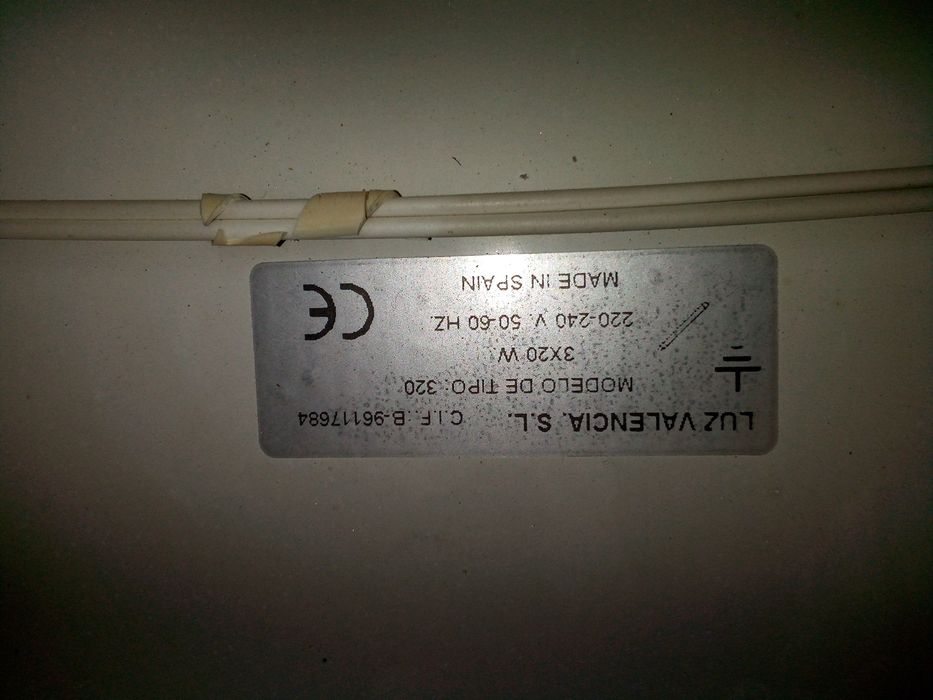 LUZ VALENCIA, S.L. C.I.F.: B-96117684
MODELO DE TIPO: 320
3X20 W.
220-240 V. 50-60 HZ.
MADE IN SPAIN
CE